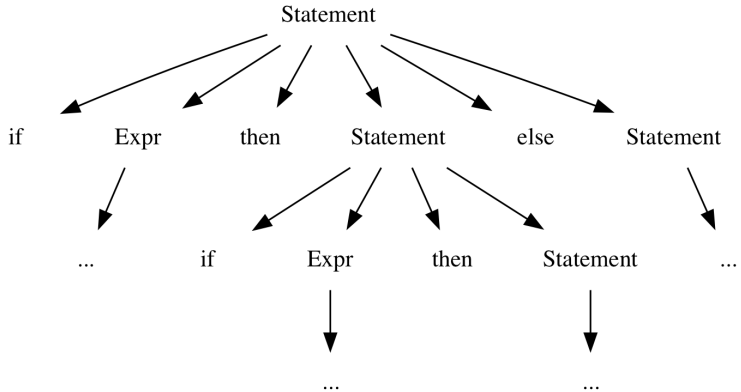 Statement
if Expr then Statement else Statement
... if Expr then Statement ...
... ...